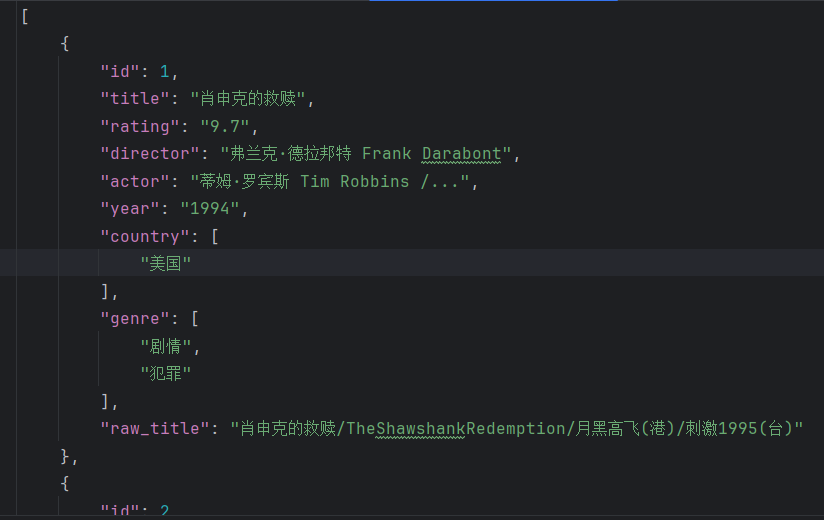 [
{
"id": 1,
"title": "肖申克的救赎",
"rating": "9.7",
"director": "弗兰克·德拉邦特 Frank Darabont",
"actor": "蒂姆·罗宾斯 Tim Robbins /...",
"year": "1994",
"country": [
"美国"
],
"genre": [
"剧情",
"犯罪"
],
"raw_title": "肖申克的救赎/TheShawshankRedemption/月黑高飞(港)/刺激1995(台)"
},
{
"id": 2